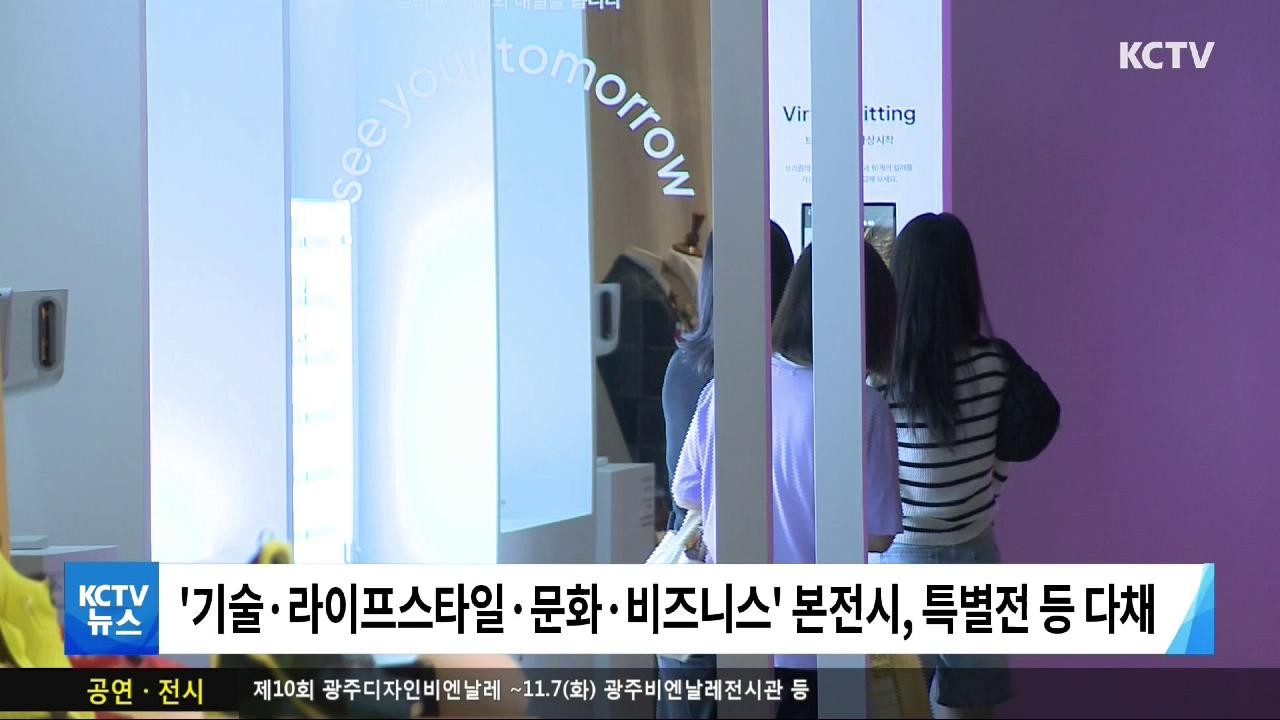 see your tomorrow
KCTV
KCTV
뉴스
'기술·라이프스타일·문화·비즈니스' 본전시, 특별전 등 다채
공연·전시
제10회 광주디자인비엔날레 ~11.7(화) 광주비엔날레전시관 등